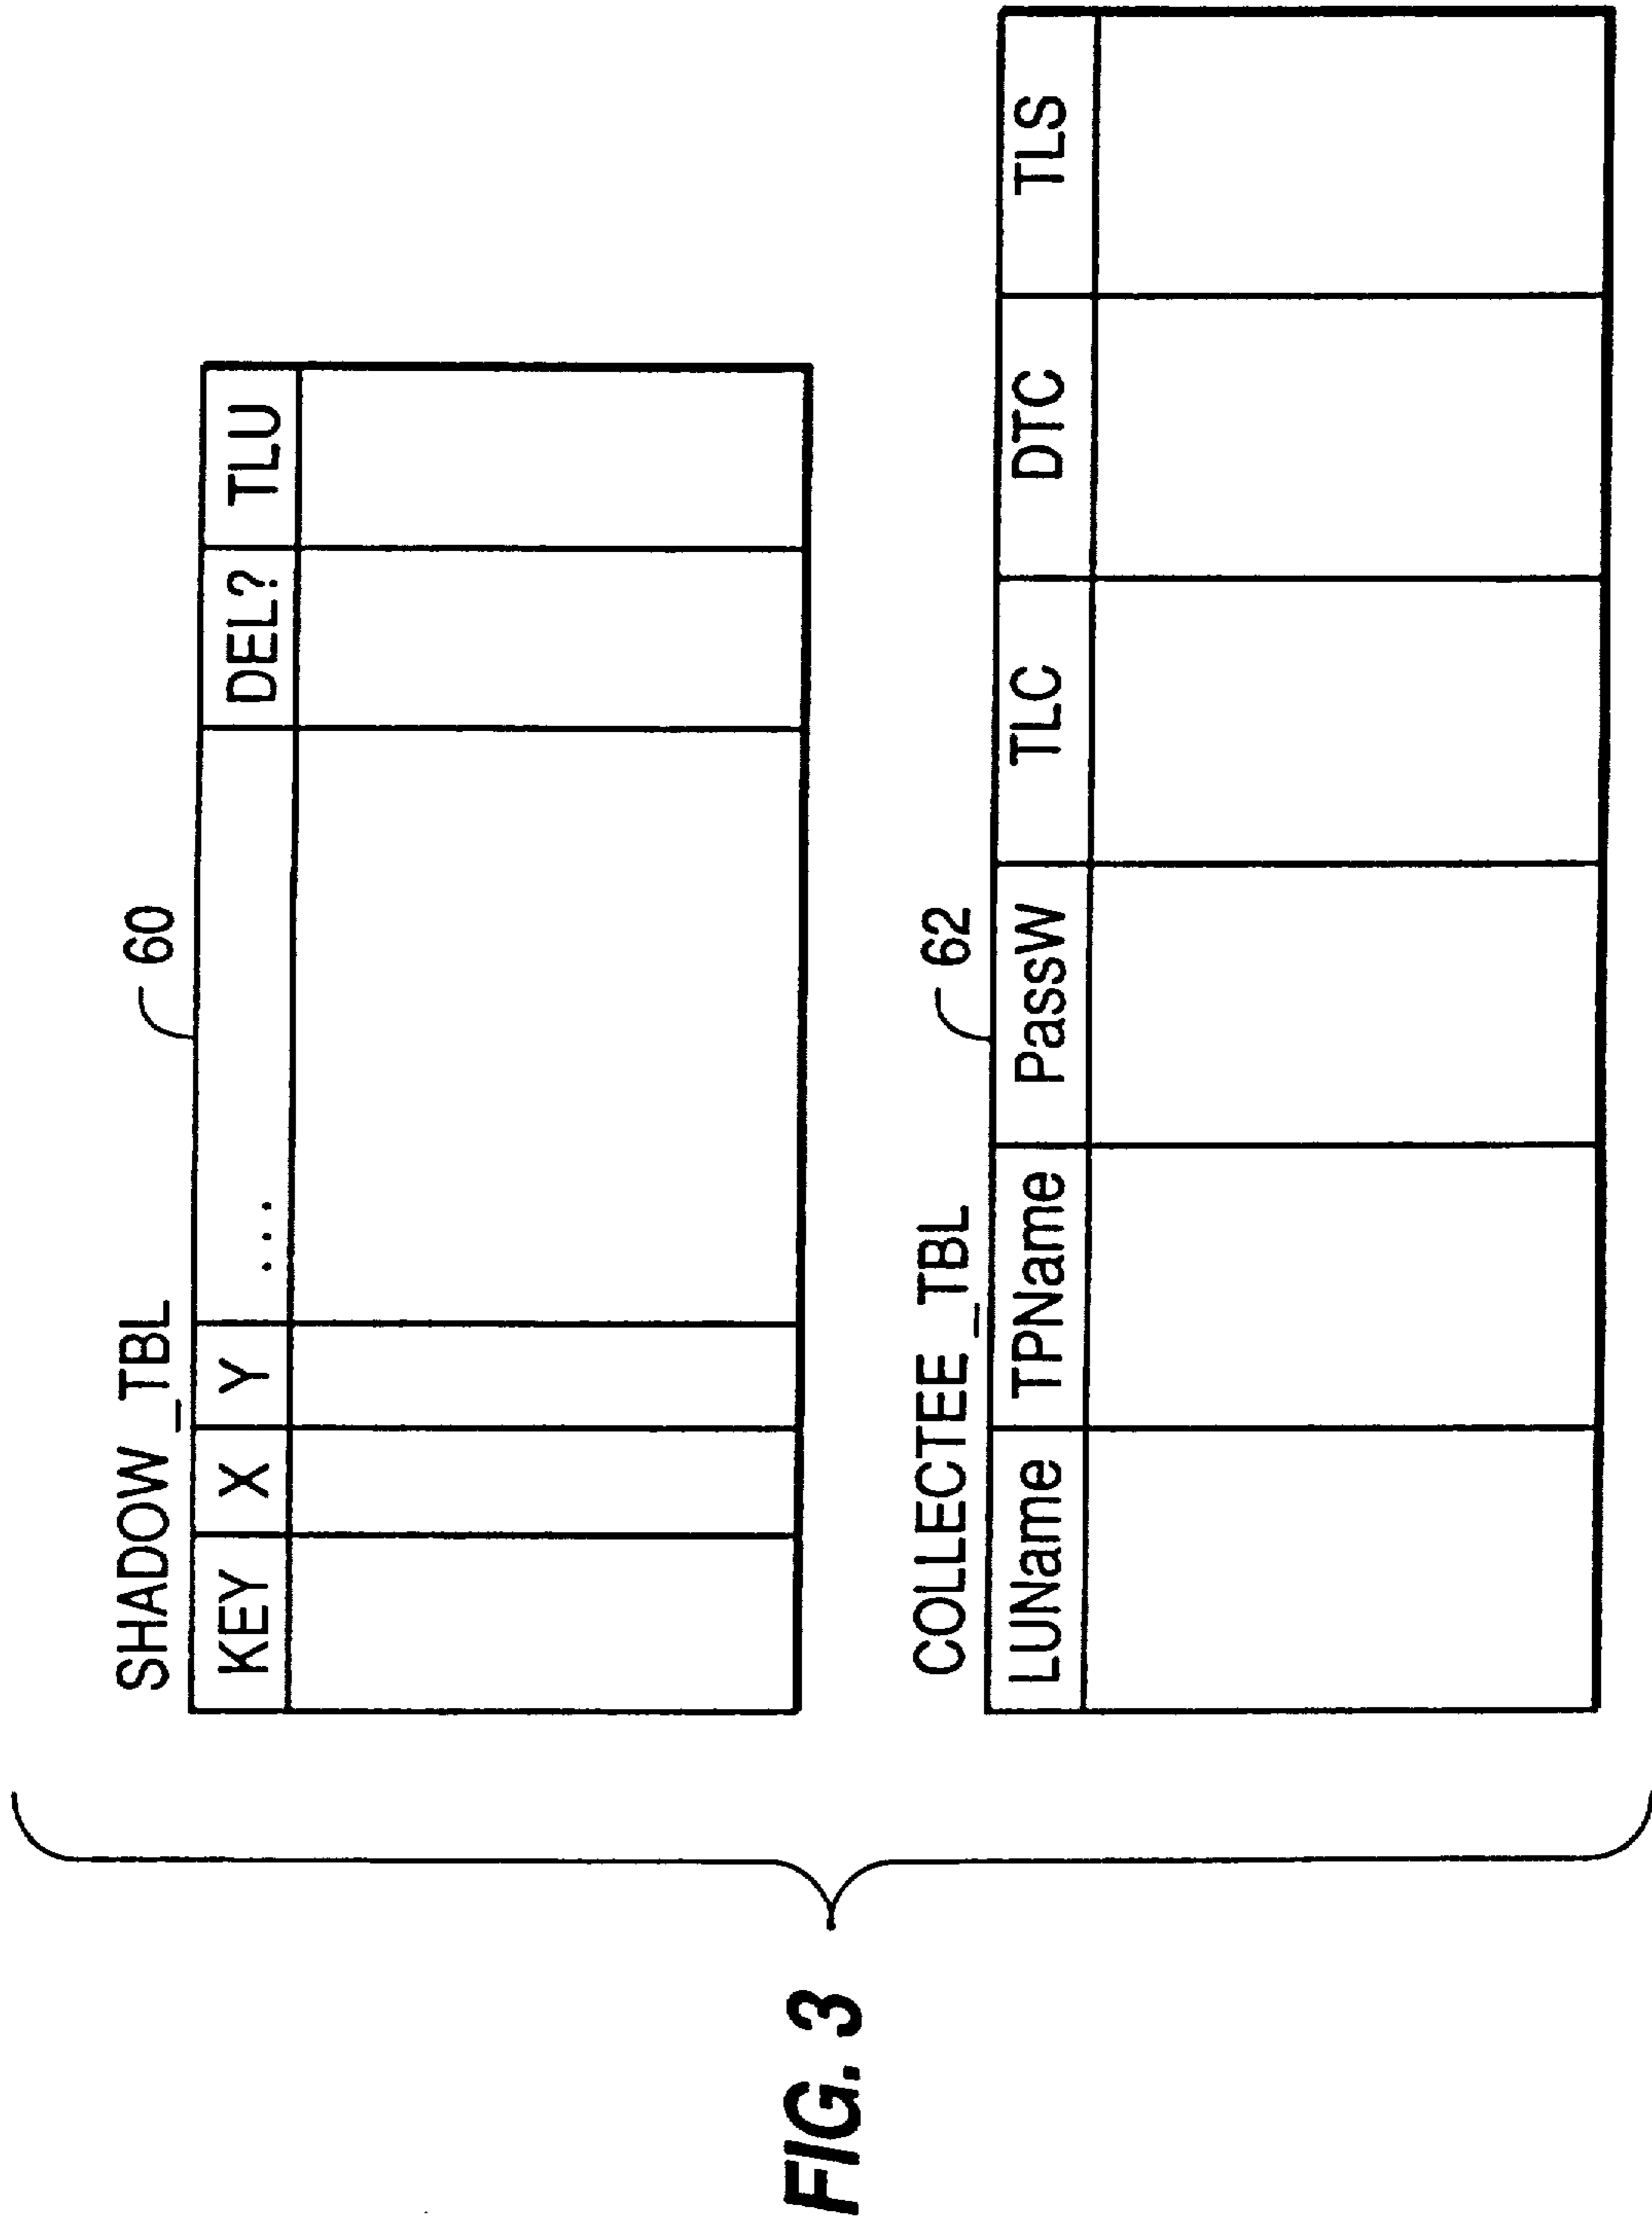 SHADOW_TBL 60
KEY X Y ... DEL? TLU
COLLECTEE_TBL 62
LUName TPName PassW TLC DTC TLS
FIG. 3